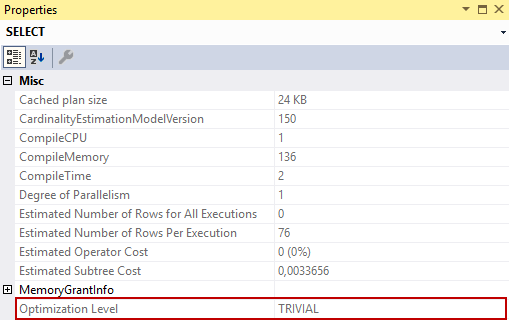 Properties
SELECT
Misc
Cached plan size 24 KB
CardinalityEstimationModelVersion 150
CompileCPU 1
CompileMemory 136
CompileTime 2
Degree of Parallelism 1
Estimated Number of Rows for All Executions 0
Estimated Number of Rows Per Execution 76
Estimated Operator Cost 0 (0%)
Estimated Subtree Cost 0,0033656
MemoryGrantInfo
Optimization Level TRIVIAL